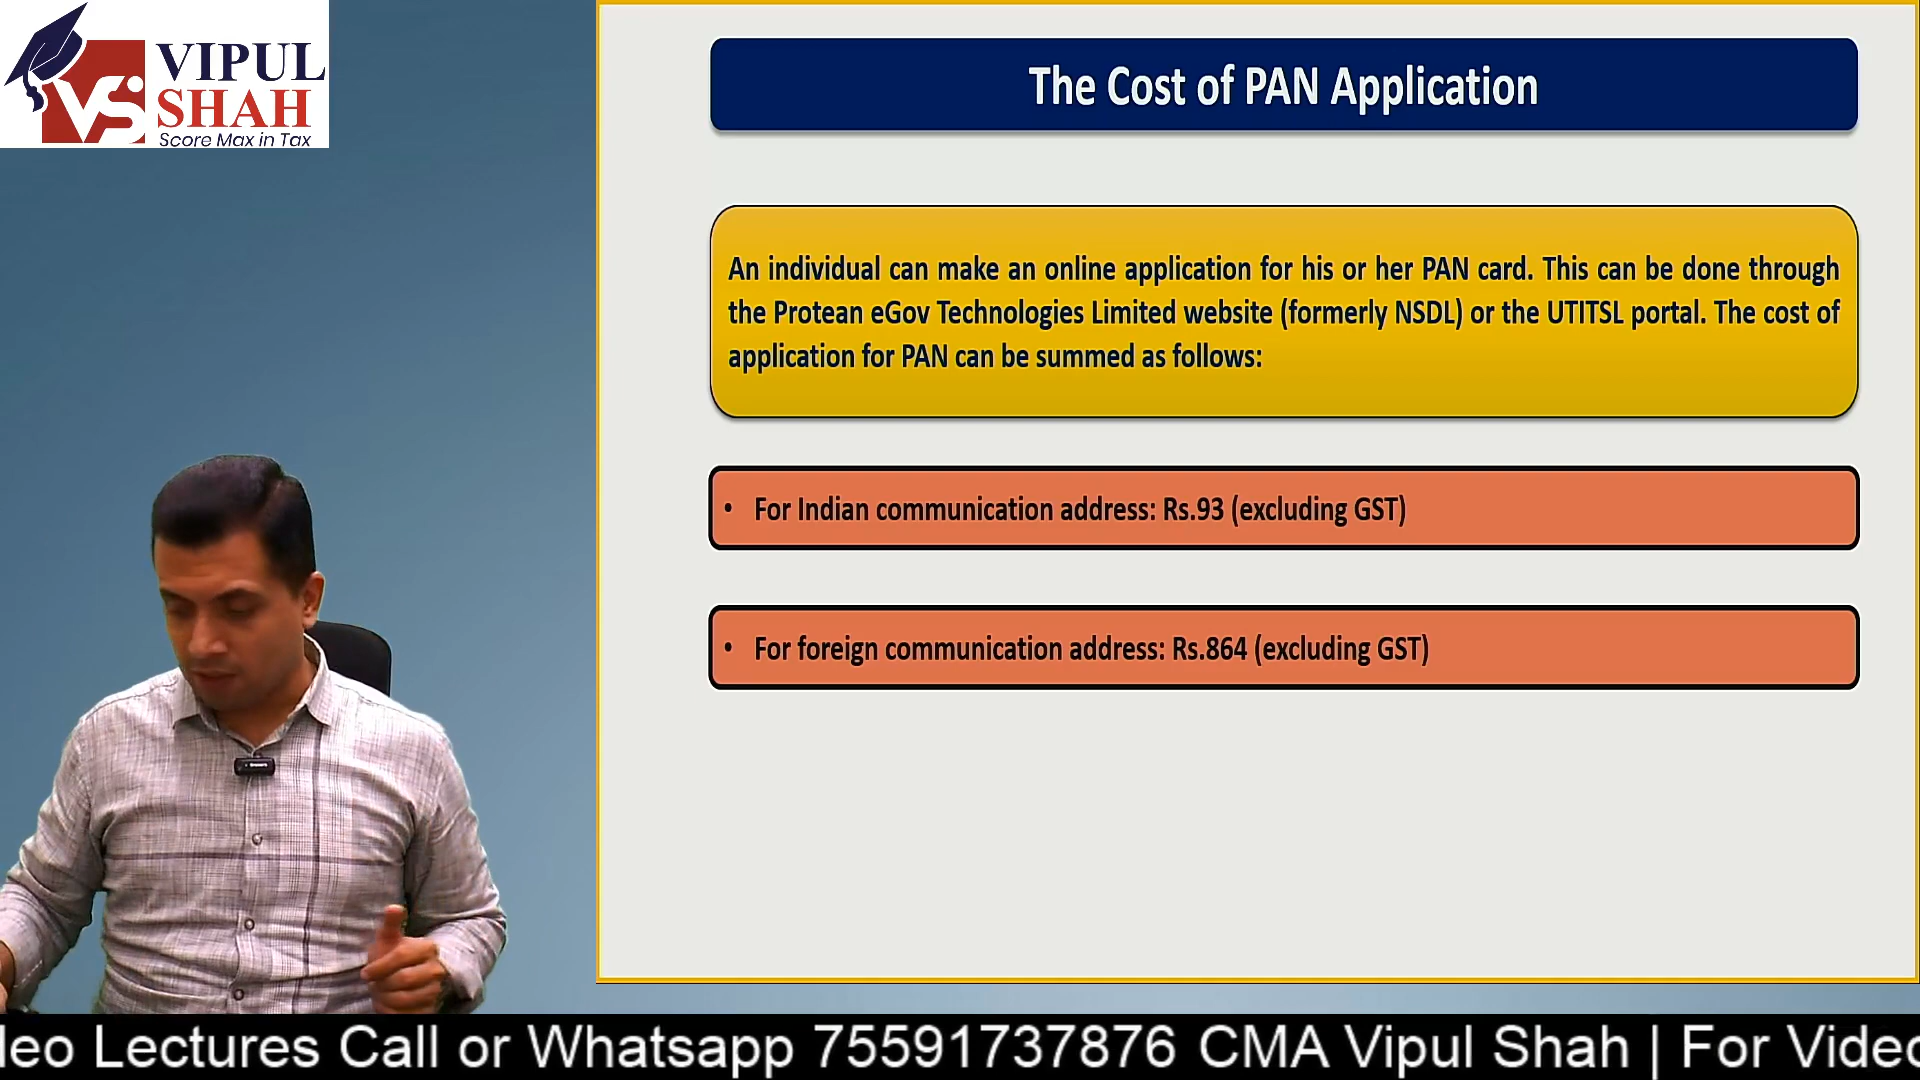 VIPUL
SHAH
Score Max in Tax
The Cost of PAN Application
An individual can make an online application for his or her PAN card. This can be done through
the Protean eGov Technologies Limited website (formerly NSDL) or the UTITSL portal. The cost of
application for PAN can be summed as follows:
• For Indian communication address: Rs.93 (excluding GST)
• For foreign communication address: Rs.864 (excluding GST)
deo Lectures Call or Whatsapp 75591737876 CMA Vipul Shah | For Video